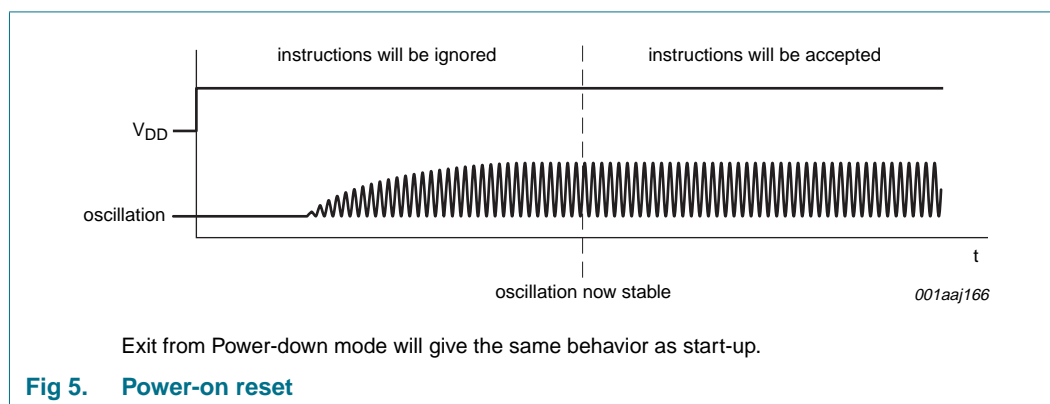 instructions will be ignored
instructions will be accepted
VDD
oscillation
t
oscillation now stable
001aaj166
Exit from Power-down mode will give the same behavior as start-up.
Fig 5. Power-on reset